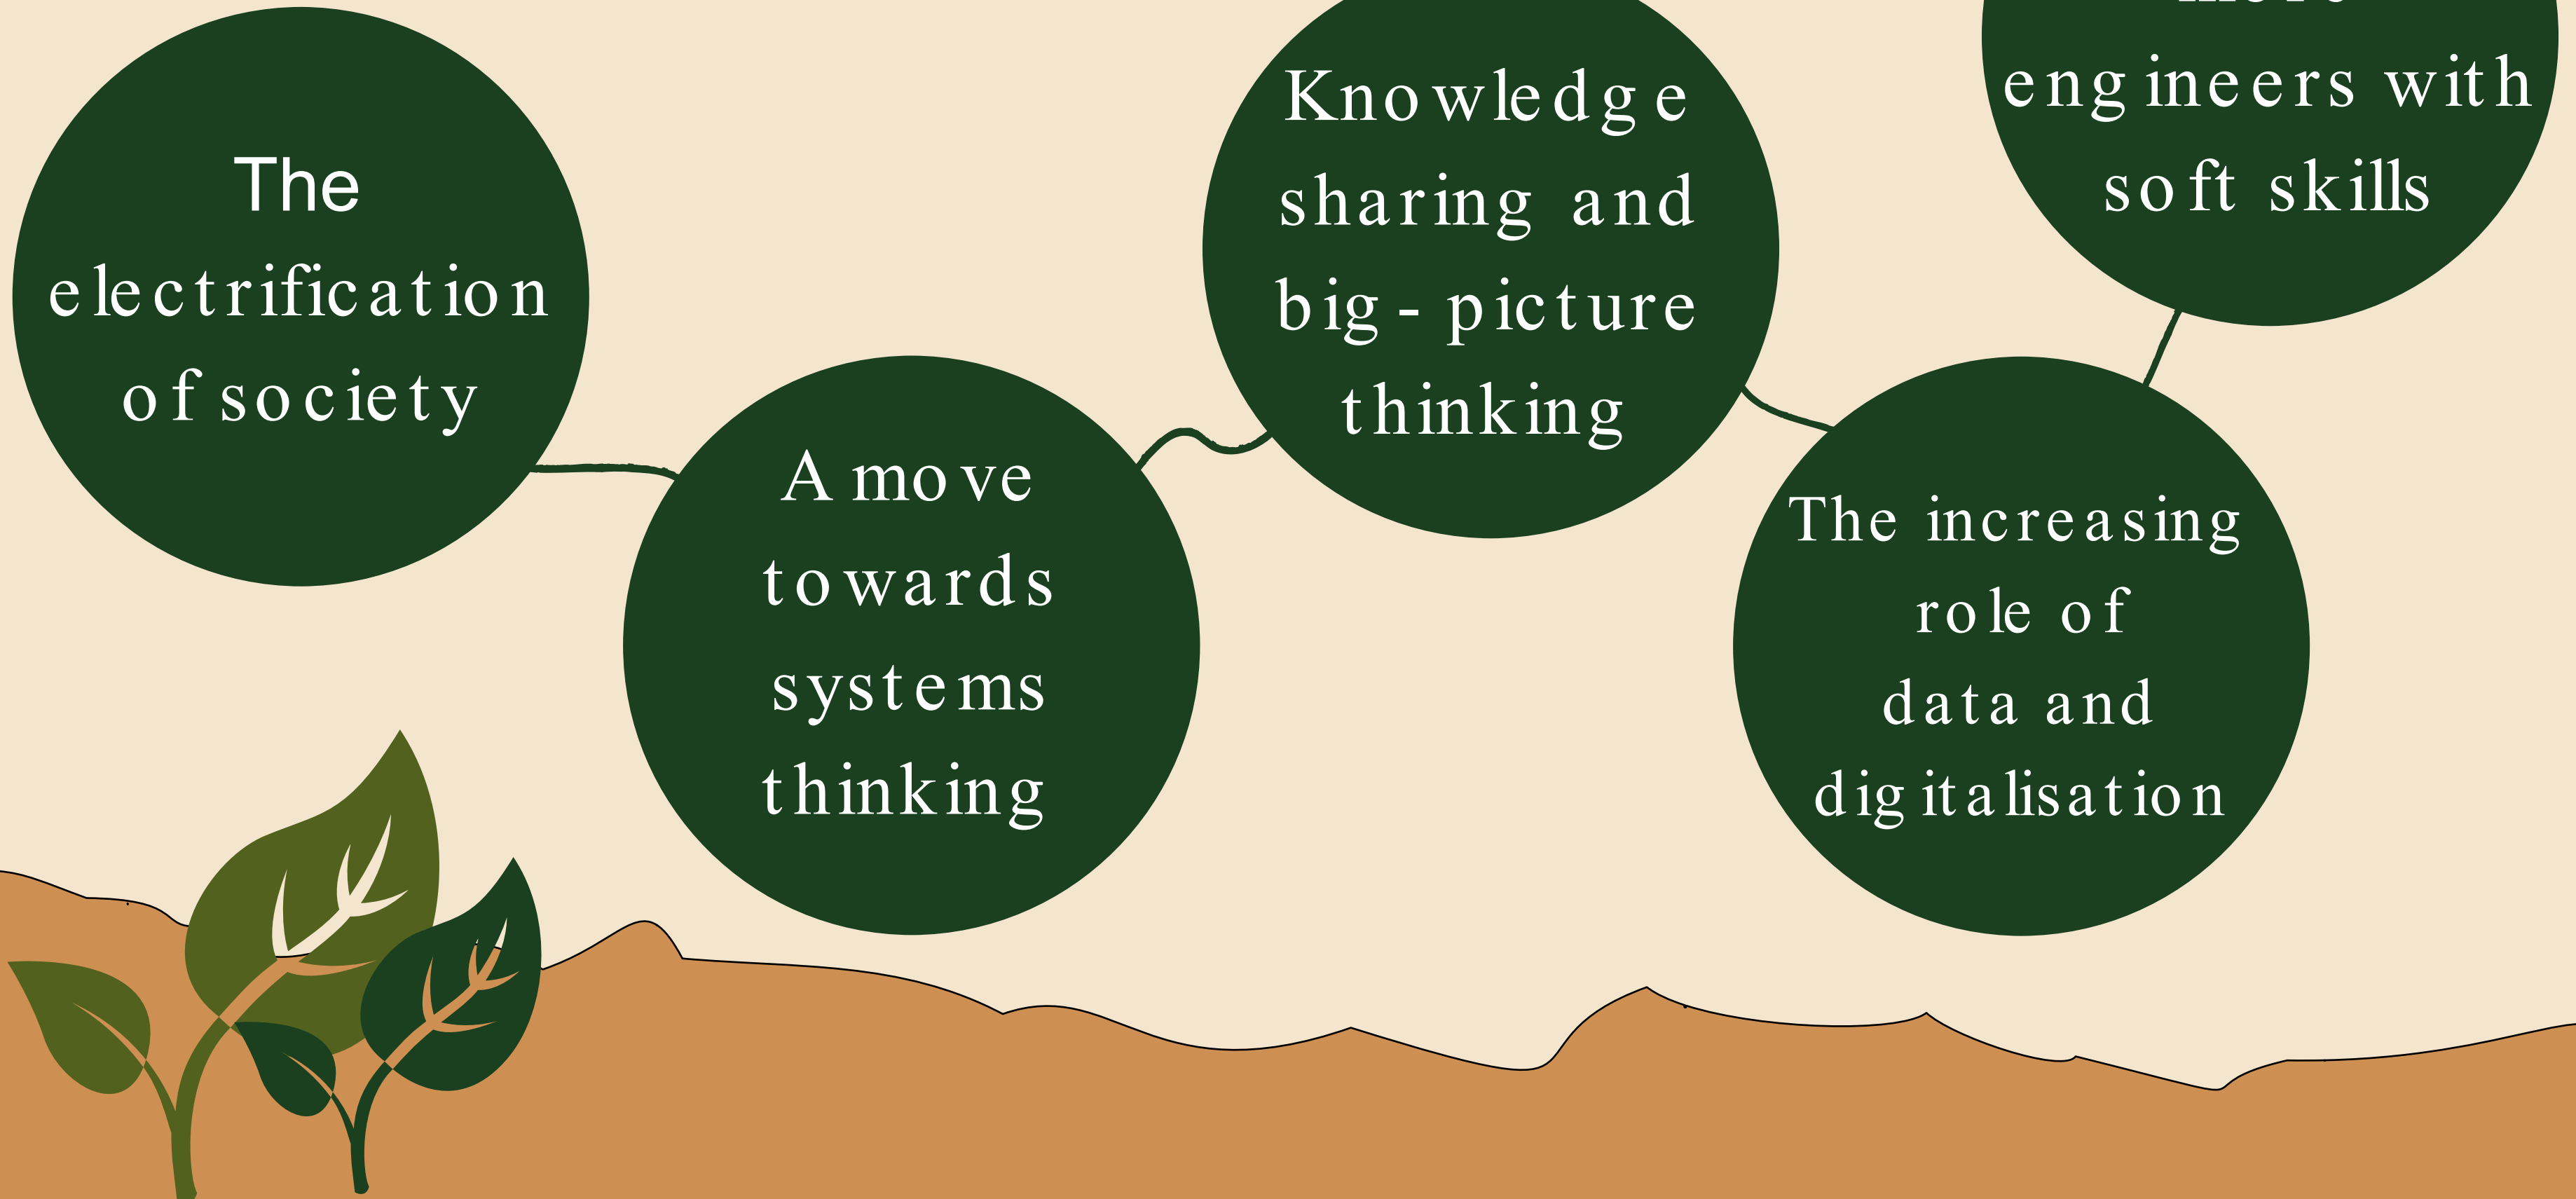 The
electrification
of society
A move
towards
systems
thinking
Knowledge
sharing and
big- picture
thinking
The increasing
role of
data and
digitalisation
engineers with
soft skills